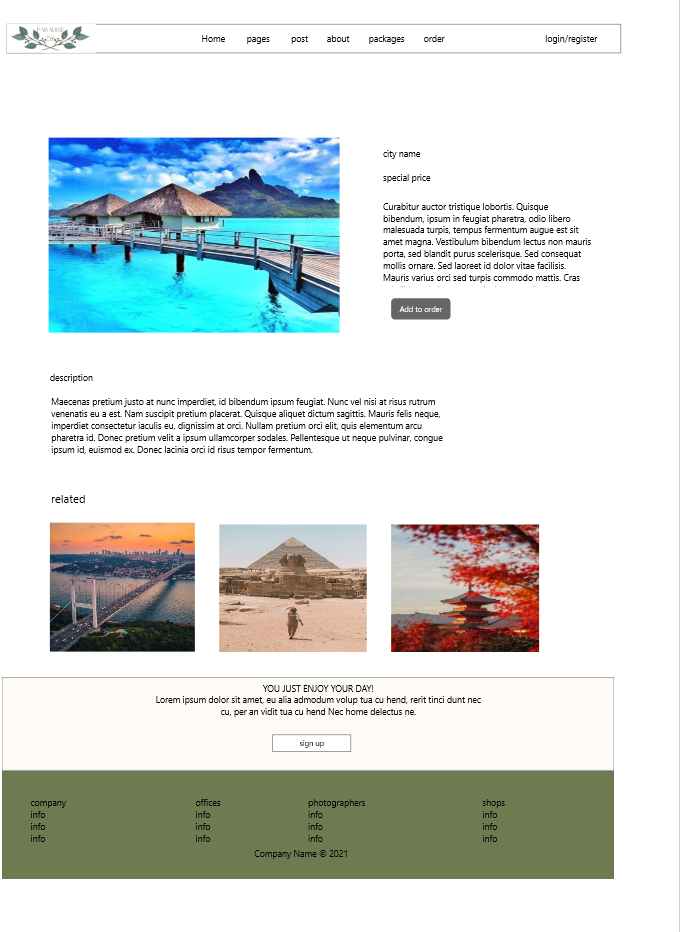 PARADISE
Home pages post about packages order login/register
city name
special price
Curabitur auctor tristique lobortis. Quisque
bibendum, ipsum in feugiat pharetra, odio libero
malesuada turpis, tempus fermentum augue est sit
amet magna. Vestibulum bibendum lectus non mauris
porta, sed blandit purus scelerisque. Sed consequat
mollis ornare. Sed laoreet id dolor vitae facilisis.
Mauris varius orci sed turpis commodo mattis. Cras
Add to order
description
Maecenas pretium justo at nunc imperdiet, id bibendum ipsum feugiat. Nunc vel nisi at risus rutrum
venenatis eu a est. Nam suscipit pretium placerat. Quisque aliquet dictum sagittis. Mauris felis neque,
imperdiet consectetur iaculis eu, dignissim at orci. Nullam pretium orci elit, quis elementum arcu
pharetra id. Donec pretium velit a ipsum ullamcorper sodales. Pellentesque ut neque pulvinar, congue
ipsum id, euismod ex. Donec lacinia orci id risus tempor fermentum.
related
YOU JUST ENJOY YOUR DAY!
Lorem ipsum dolor sit amet, eu alia admodum volup tua cu hend, rerit tinci dunt nec
cu, per an vidit tua cu hend Nec home delectus ne.
sign up
company offices photographers shops
info info info info
info info info info
info info info info
Company Name © 2021